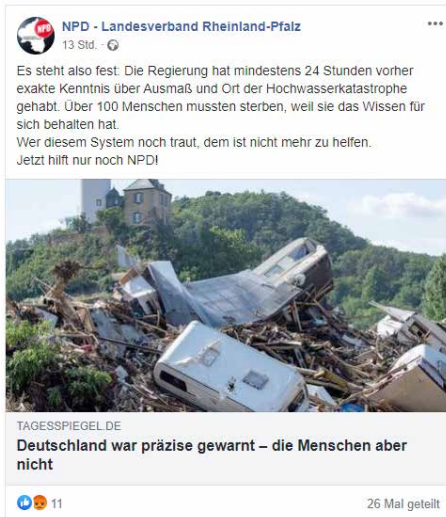 NPD
NPD - Landesverband Rheinland-Pfalz
13 Std. ·
Es steht also fest: Die Regierung hat mindestens 24 Stunden vorher
exakte Kenntnis über Ausmaß und Ort der Hochwasserkatastrophe
gehabt. Über 100 Menschen mussten sterben, weil sie das Wissen für
sich behalten hat.
Wer diesem System noch traut, dem ist nicht mehr zu helfen.
Jetzt hilft nur noch NPD!
TAGESSPIEGEL.DE
Deutschland war präzise gewarnt – die Menschen aber
nicht
11
26 Mal geteilt